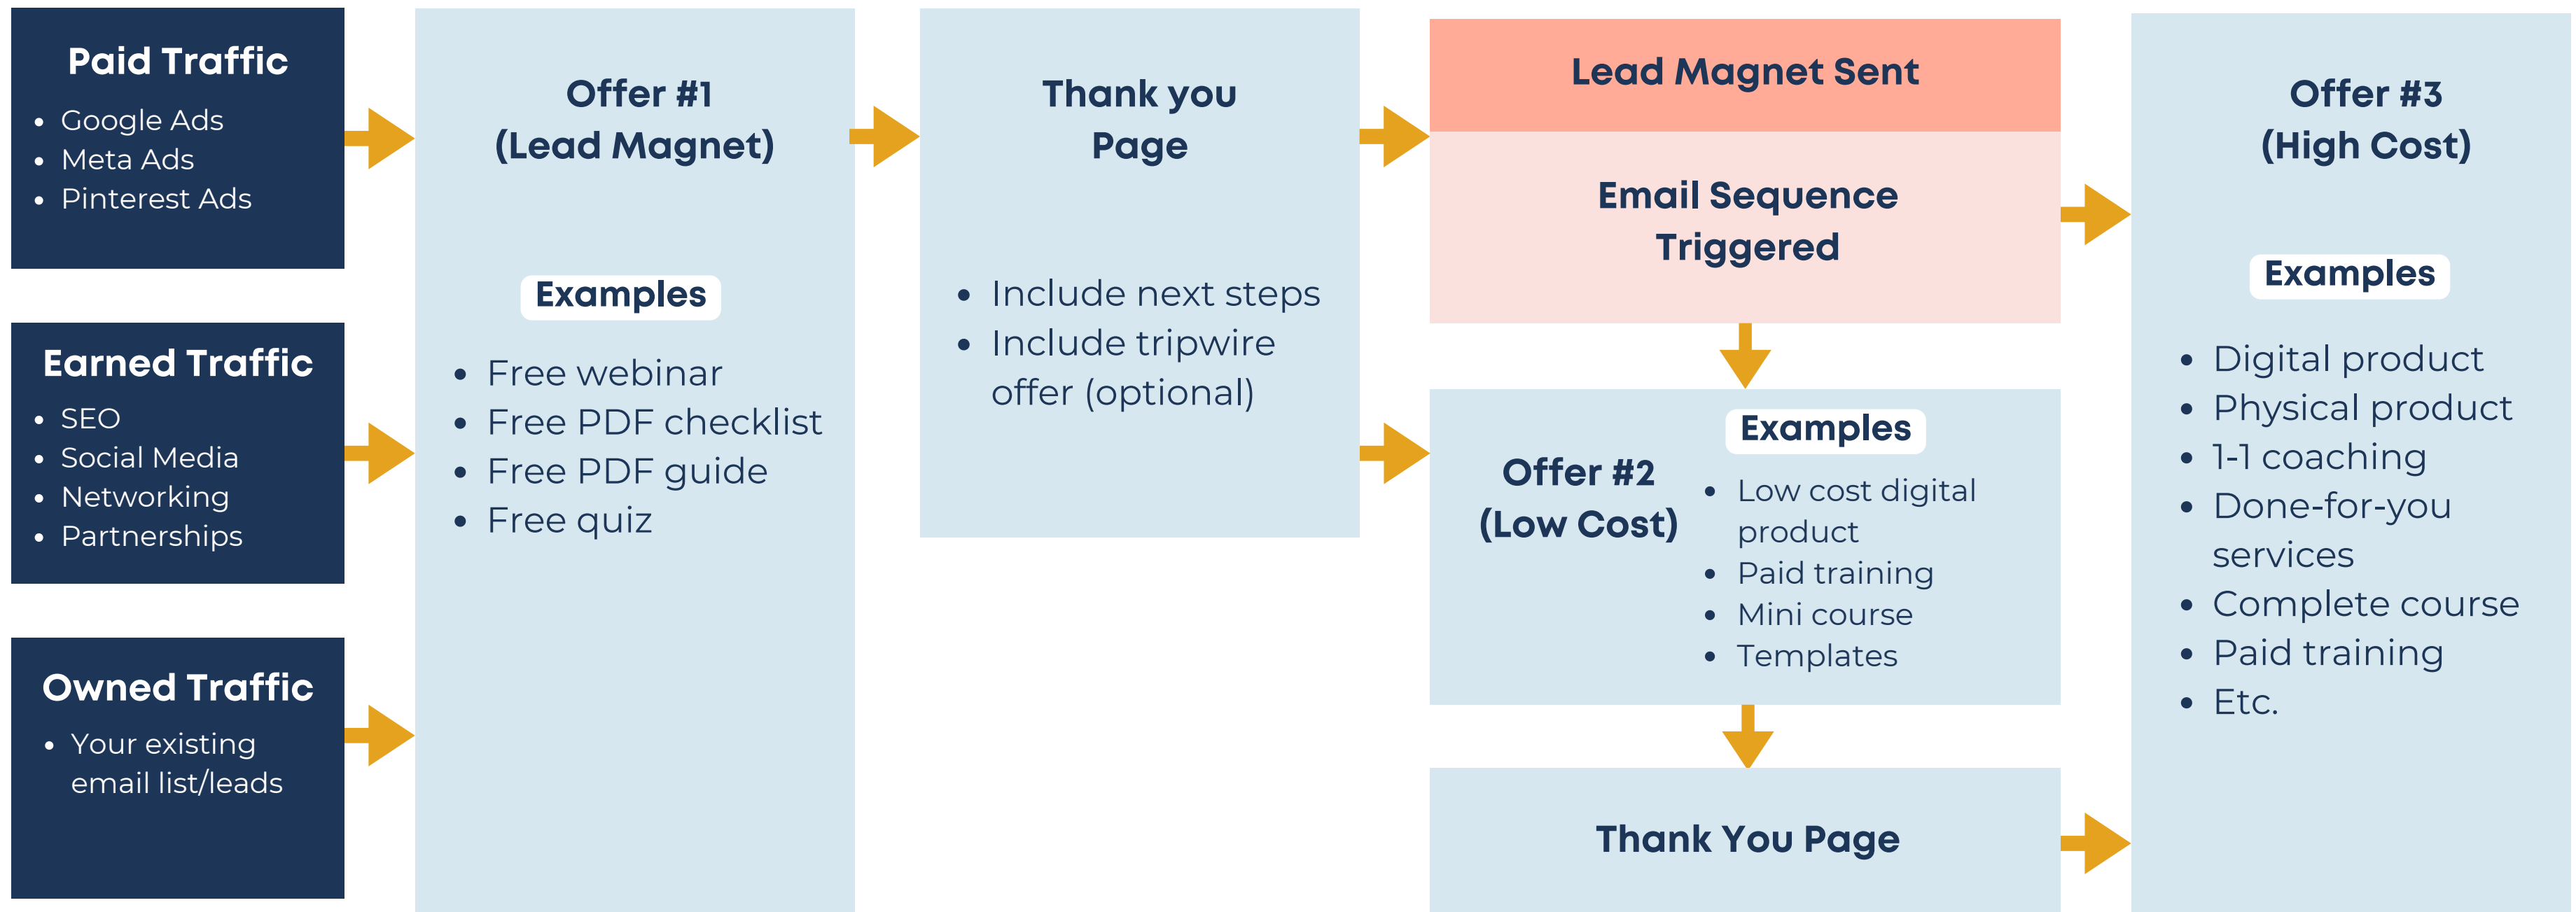 Paid Traffic
• Google Ads
• Meta Ads
• Pinterest Ads
Earned Traffic
• SEO
• Social Media
• Networking
• Partnerships
Owned Traffic
• Your existing
email list/leads
Offer #1
(Lead Magnet)
Examples
• Free webinar
• Free PDF checklist
• Free PDF guide
• Free quiz
Thank you
Page
• Include next steps
• Include tripwire
offer (optional)
Lead Magnet Sent
Email Sequence
Triggered
Offer #2
(Low Cost)
Examples
• Low cost digital
product
• Paid training
• Mini course
• Templates
Thank You Page
Offer #3
(High Cost)
Examples
• Digital product
• Physical product
• 1-1 coaching
• Done-for-you
services
• Complete course
• Paid training
• Etc.